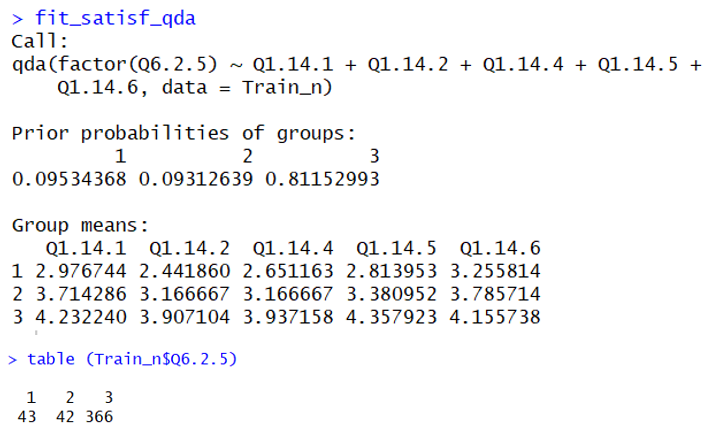 > fit_satisf_qda
Call:
qda(factor(Q6.2.5) ~ Q1.14.1 + Q1.14.2 + Q1.14.4 + Q1.14.5 +
    Q1.14.6, data = Train_n)
Prior probabilities of groups:
         1          2          3
0.09534368 0.09312639 0.81152993
Group means:
   Q1.14.1  Q1.14.2  Q1.14.4  Q1.14.5  Q1.14.6
1 2.976744 2.441860 2.651163 2.813953 3.255814
2 3.714286 3.166667 3.166667 3.380952 3.785714
3 4.232240 3.907104 3.937158 4.357923 4.155738
> table (Train_n$Q6.2.5)
  1   2   3
 43  42 366